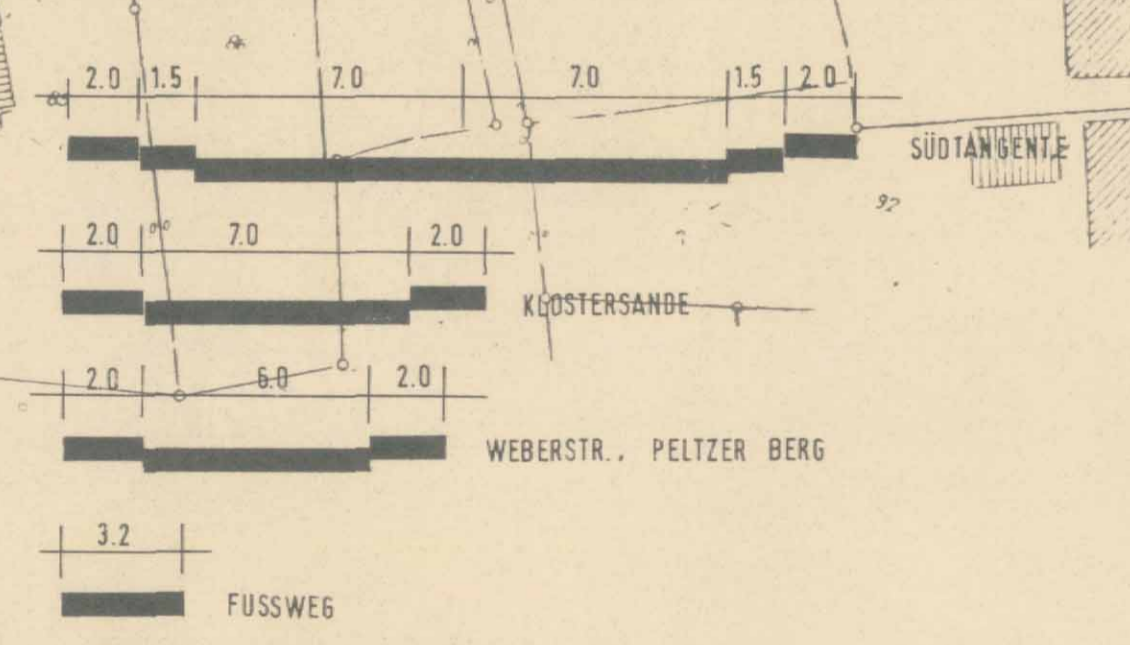 2.0 1.5 7.0 7.0 1.5 2.0
SÜDTANGENTE
92
2.0 7.0 2.0
KLOSTERSANDE
2.0 6.0 2.0
WEBERSTR., PELTZER BERG
3.2
FUSSWEG